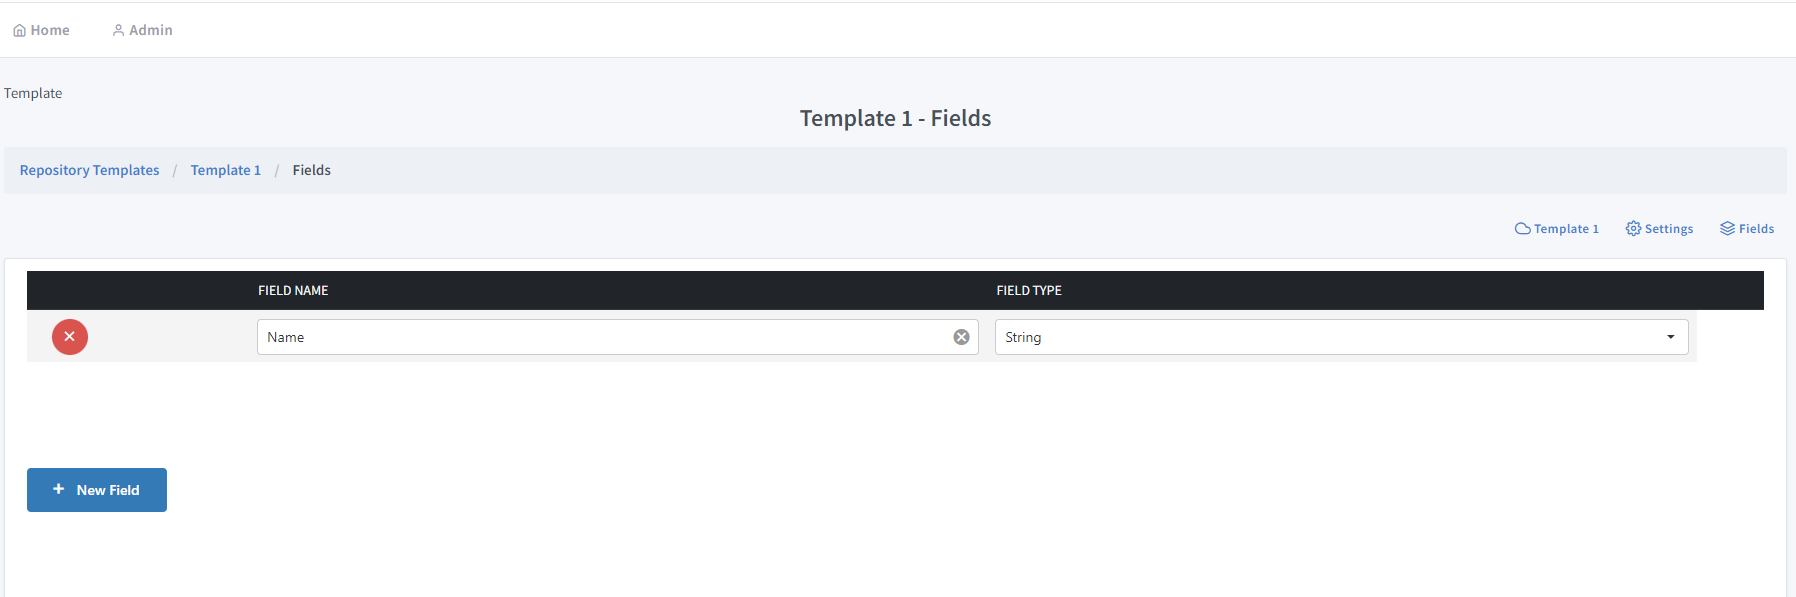 Home Admin
Template
Template 1 - Fields
Repository Templates / Template 1 / Fields
Template 1 Settings Fields
FIELD NAME FIELD TYPE
Name String
+ New Field